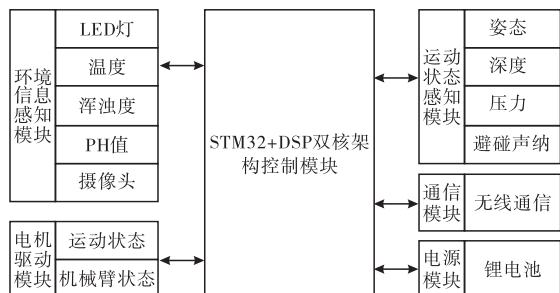 环境
信息
感知
模块
LED灯
温度
浑浊度
PH值
摄像头
电机
驱动
模块
运动状态
机械臂状态
STM32+DSP双核架
构控制模块
运动
状态
感知
模块
姿态
深度
压力
避碰声纳
通信
模块
无线通信
电源
模块
锂电池